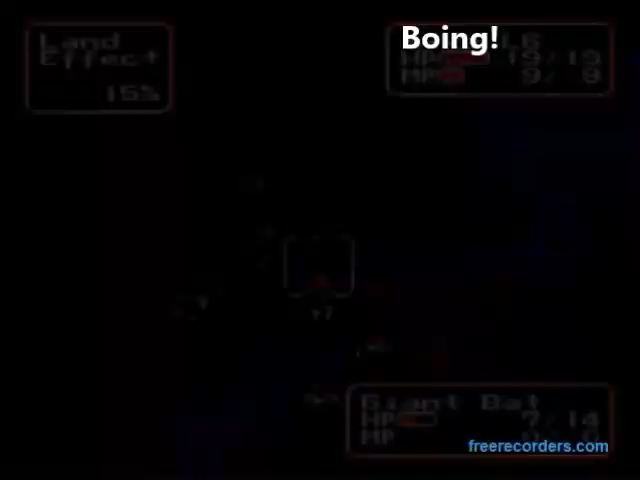 Land
Effect
15%
Boing!
HP 19/19
MP 9/ 9
Giant Bat
HP 7/14
MP
freerecorders.com